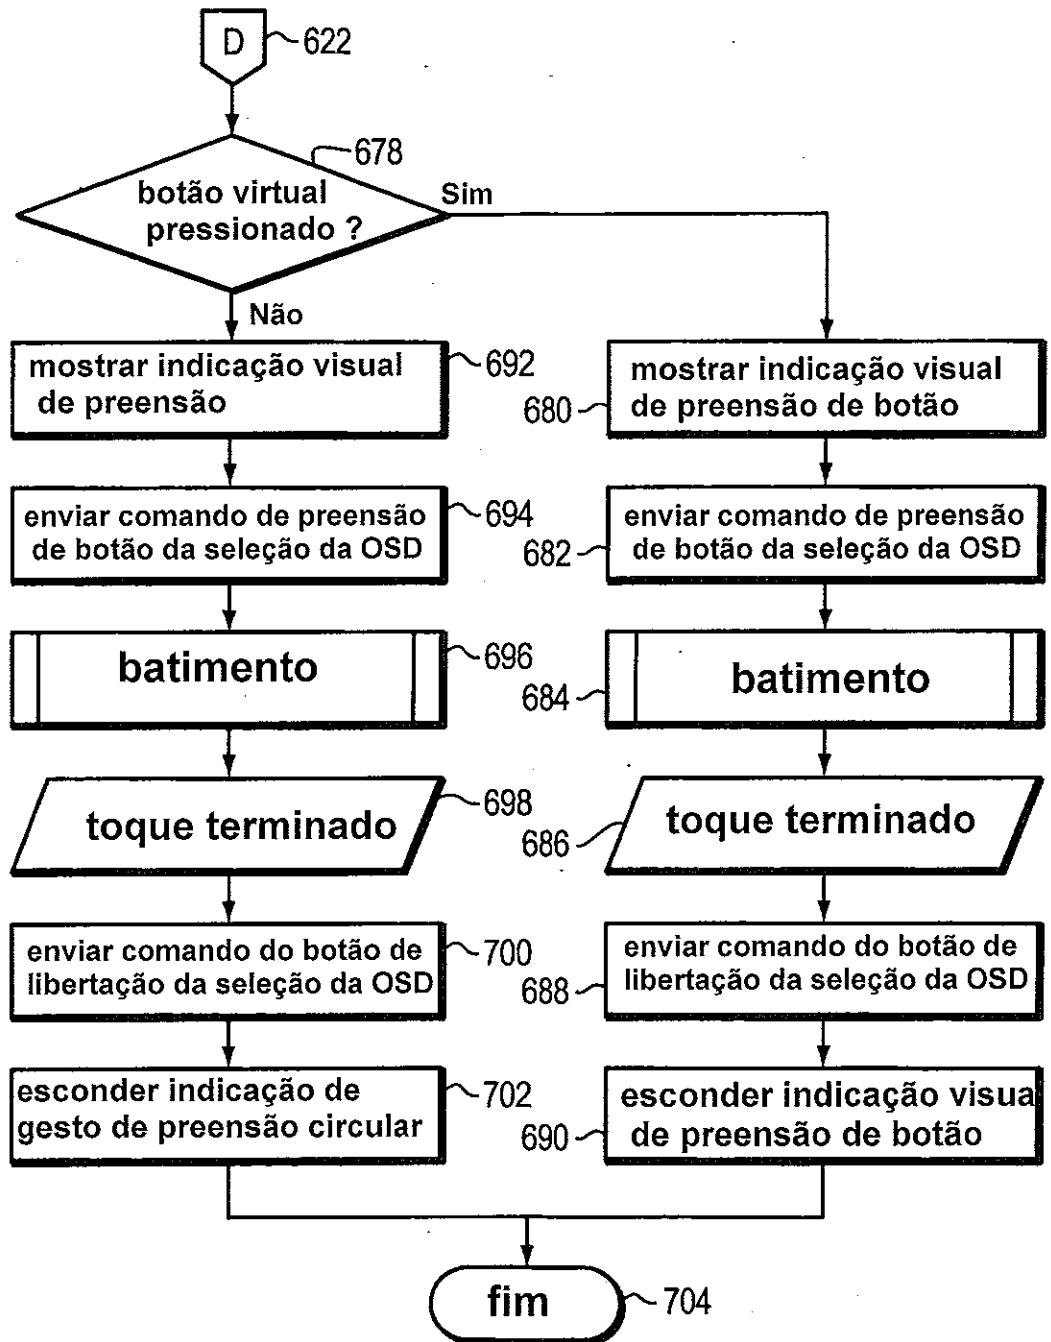 D
622
678
botão virtual
pressionado ?
Sim
Não
mostrar indicação visual
de preensão
692
enviar comando de preensão
de botão da seleção da OSD
694
batimento
696
toque terminado
698
enviar comando do botão de
libertação da seleção da OSD
700
esconder indicação de
gesto de preensão circular
702
mostrar indicação visual
de preensão de botão
680
enviar comando de preensão
de botão da seleção da OSD
682
batimento
684
toque terminado
686
enviar comando do botão de
libertação da seleção da OSD
688
esconder indicação visua
de preensão de botão
690
fim
704